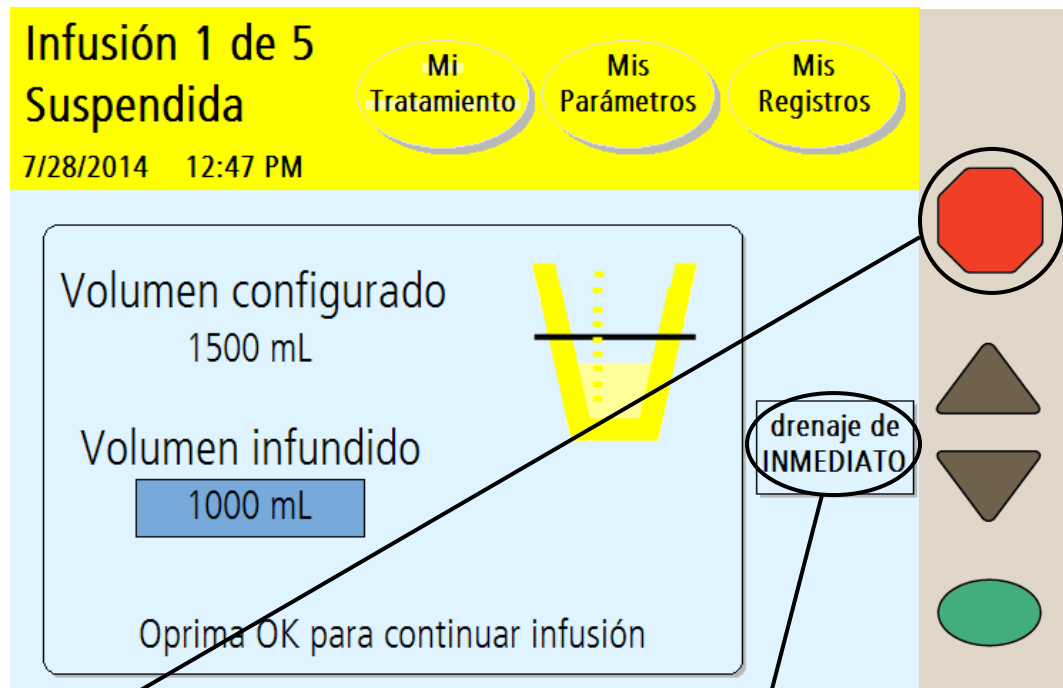 Infusión 1 de 5
Suspendida
7/28/2014 12:47 PM
Mi
Tratamiento
Mis
Parámetros
Mis
Registros
Volumen configurado
1500 mL
Volumen infundido
1000 mL
drenaje de
INMEDIATO
Oprima OK para continuar infusión